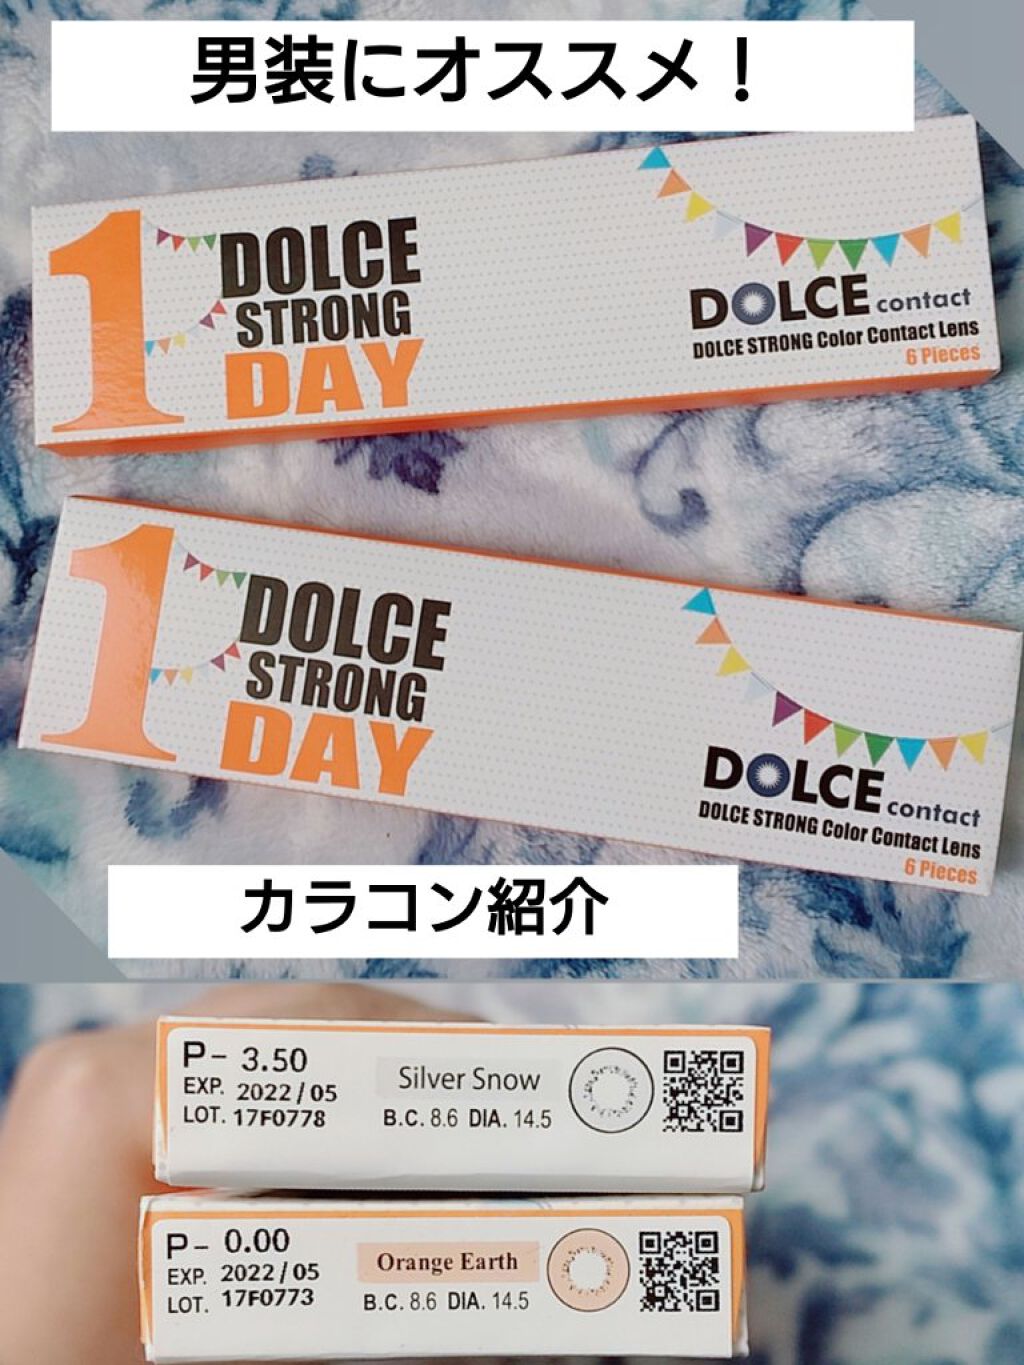 男装にオススメ！
1
DOLCE
STRONG
DAY
DOLCE contact
DOLCE STRONG Color Contact Lens
6 Pieces
1
DOLCE
STRONG
DAY
DOLCE contact
DOLCE STRONG Color Contact Lens
6 Pieces
カラコン紹介
P- 3.50
EXP. 2022/05
LOT. 17F0778
Silver Snow
B.C. 8.6 DIA. 14.5
P- 0.00
EXP. 2022/05
LOT. 17F0773
Orange Earth
B.C. 8.6 DIA. 14.5